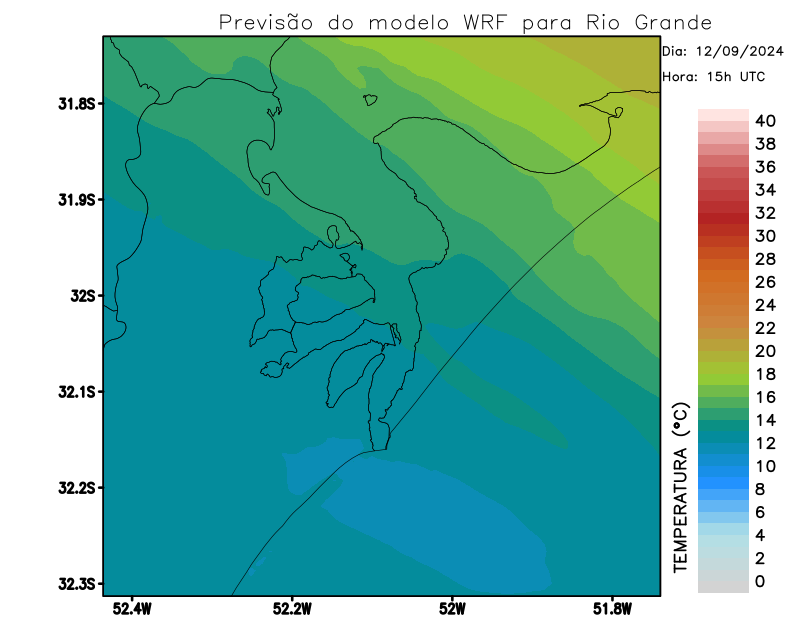 Previsão do modelo WRF para Rio Grande
Dia: 12/09/2024
Hora: 15h UTC
31.8S
31.9S
32S
32.1S
32.2S
32.3S
52.4W
52.2W
52W
51.8W
40
38
36
34
32
30
28
26
24
22
20
18
16
14
12
10
8
6
4
2
0
TEMPERATURA (°C)